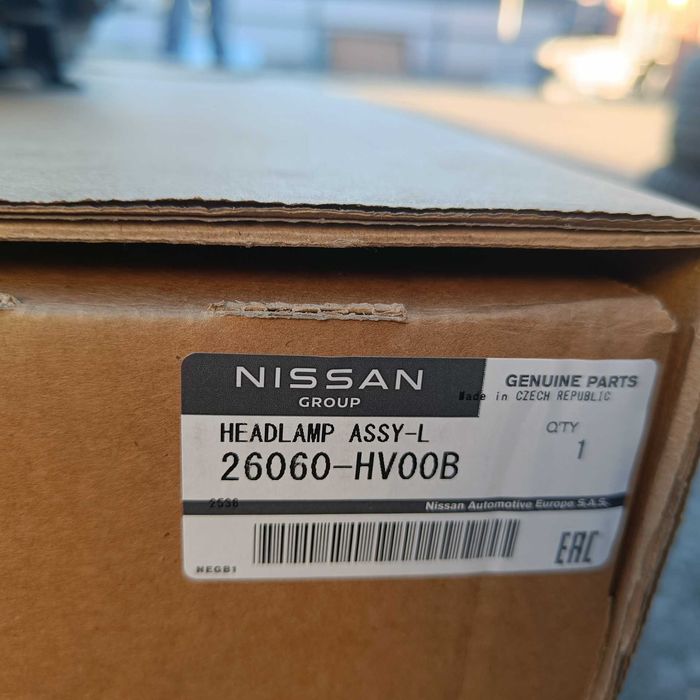 NISSAN
GROUP
GENUINE PARTS
Made in CZECH REPUBLIC
HEADLAMP ASSY-L
Q'TY
26060-HV00B
1
2536
Nissan Automotive Europe S.A.S.
NEGB1
EAC